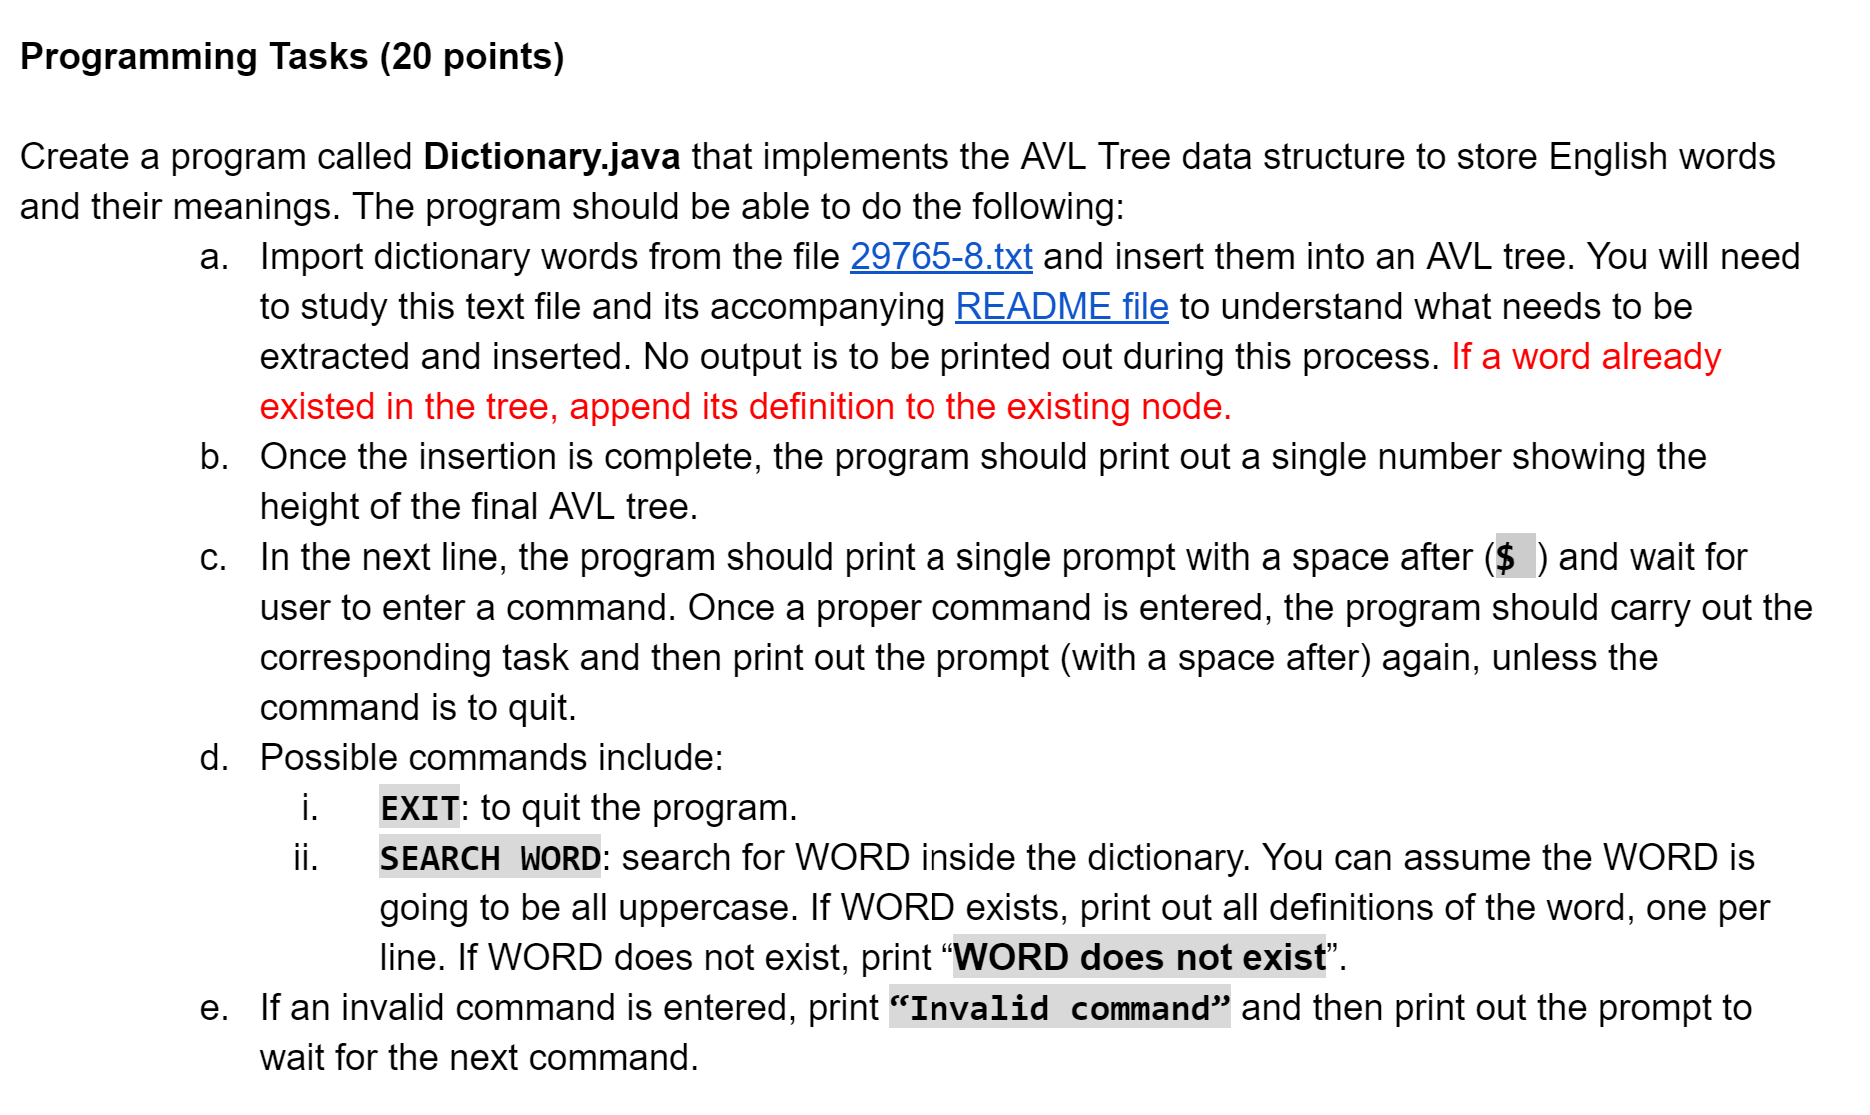 Programming Tasks (20 points)
Create a program called Dictionary.java that implements the AVL Tree data structure to store English words
and their meanings. The program should be able to do the following:
a. Import dictionary words from the file 29765-8.txt and insert them into an AVL tree. You will need
to study this text file and its accompanying README file to understand what needs to be
extracted and inserted. No output is to be printed out during this process. If a word already
existed in the tree, append its definition to the existing node.
b. Once the insertion is complete, the program should print out a single number showing the
height of the final AVL tree.
c. In the next line, the program should print a single prompt with a space after ($ ) and wait for
user to enter a command. Once a proper command is entered, the program should carry out the
corresponding task and then print out the prompt (with a space after) again, unless the
command is to quit.
d. Possible commands include:
i. EXIT: to quit the program.
ii. SEARCH WORD: search for WORD inside the dictionary. You can assume the WORD is
going to be all uppercase. If WORD exists, print out all definitions of the word, one per
line. If WORD does not exist, print “WORD does not exist”.
e. If an invalid command is entered, print “Invalid command” and then print out the prompt to
wait for the next command.